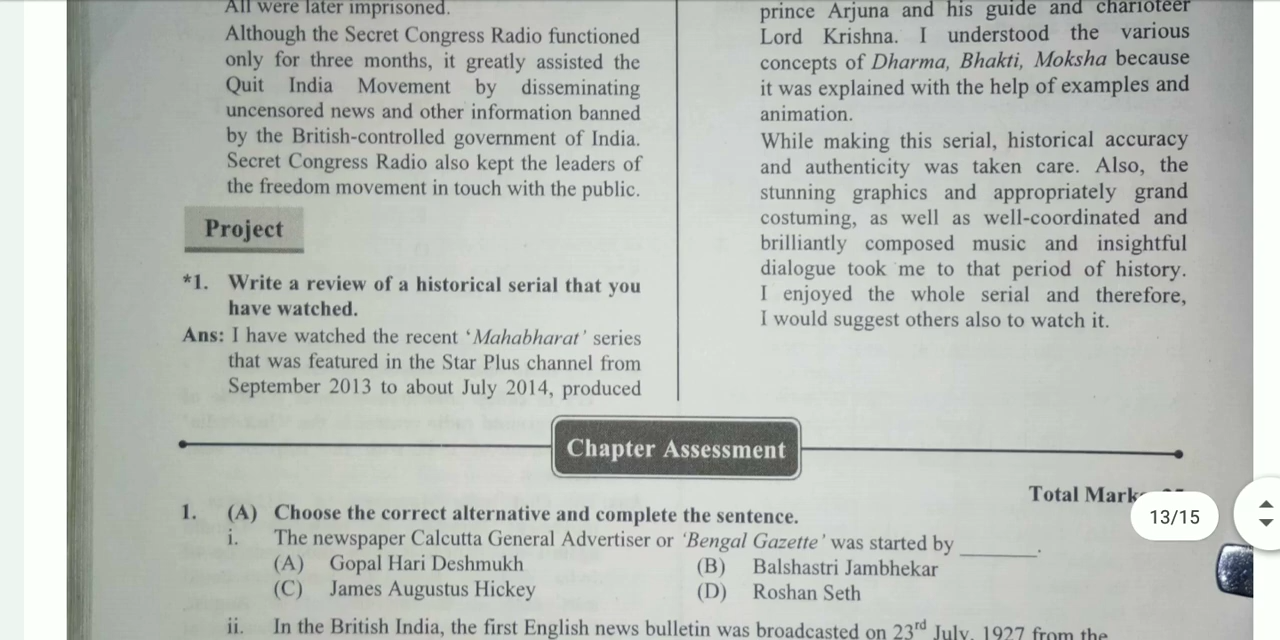 All were later imprisoned.
Although the Secret Congress Radio functioned
only for three months, it greatly assisted the
Quit India Movement by disseminating
uncensored news and other information banned
by the British-controlled government of India.
Secret Congress Radio also kept the leaders of
the freedom movement in touch with the public.
Project
*1. Write a review of a historical serial that you
have watched.
Ans: I have watched the recent ‘Mahabharat’ series
that was featured in the Star Plus channel from
September 2013 to about July 2014, produced
prince Arjuna and his guide and charioteer
Lord Krishna. I understood the various
concepts of Dharma, Bhakti, Moksha because
it was explained with the help of examples and
animation.
While making this serial, historical accuracy
and authenticity was taken care. Also, the
stunning graphics and appropriately grand
costuming, as well as well-coordinated and
brilliantly composed music and insightful
dialogue took me to that period of history.
I enjoyed the whole serial and therefore,
I would suggest others also to watch it.
Chapter Assessment
Total
13/15
1. (A) Choose the correct alternative and complete the sentence.
i. The newspaper Calcutta General Advertiser or ‘Bengal Gazette’ was started by ________.
(A) Gopal Hari Deshmukh (B) Balshastri Jambhekar
(C) James Augustus Hickey (D) Roshan Seth
ii. In the British India, the first English news bulletin was broadcasted on 23rd July, 1927 from the